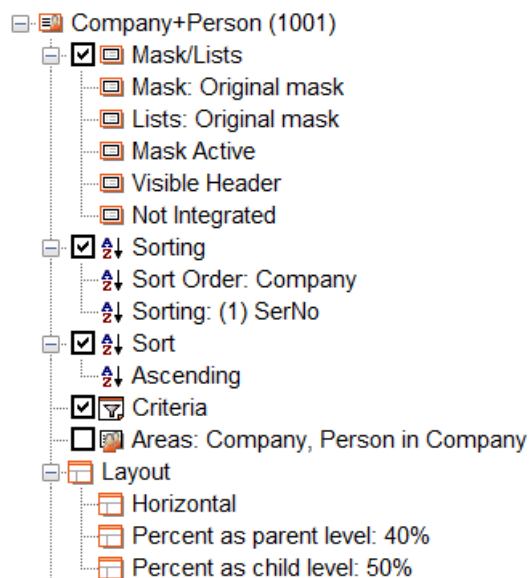 Company+Person (1001)
Mask/Lists
Mask: Original mask
Lists: Original mask
Mask Active
Visible Header
Not Integrated
Sorting
Sort Order: Company
Sorting: (1) SerNo
Sort
Ascending
Criteria
Areas: Company, Person in Company
Layout
Horizontal
Percent as parent level: 40%
Percent as child level: 50%